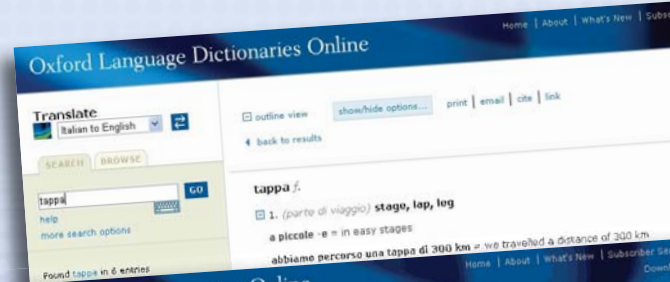 Home | About | What's New | Subsc
Oxford Language Dictionaries Online
Translate
Italian to English
outline view show/hide options... print | email | cite | link
back to results
SEARCH BROWSE
tappa GO
help
more search options
Found tappa in 6 entries
tappa f.
1. (parte di viaggio) stage, lap, leg
a piccole -e = in easy stages
abbiamo percorso una tappa di 300 km = we travelled a distance of 300 km
Home | About | What's New | Subscriber Se
Online
Downl